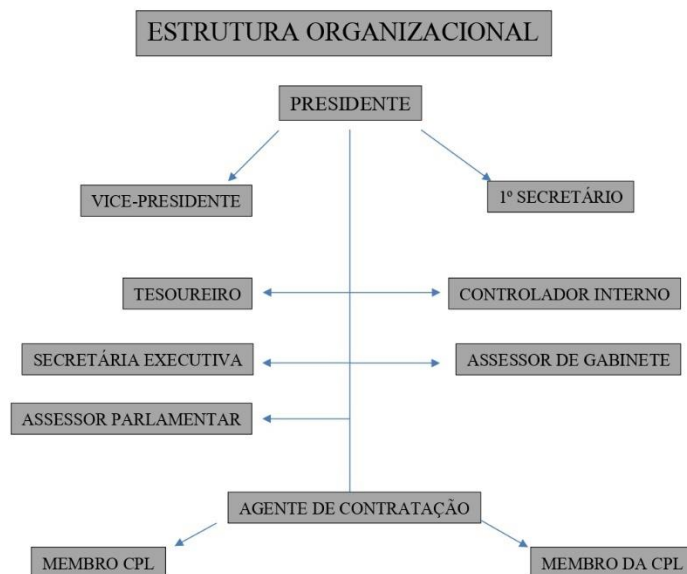 ESTRUTURA ORGANIZACIONAL
PRESIDENTE
VICE-PRESIDENTE
1º SECRETÁRIO
TESOUREIRO
CONTROLADOR INTERNO
SECRETÁRIA EXECUTIVA
ASSESSOR DE GABINETE
ASSESSOR PARLAMENTAR
AGENTE DE CONTRATAÇÃO
MEMBRO CPL
MEMBRO DA CPL